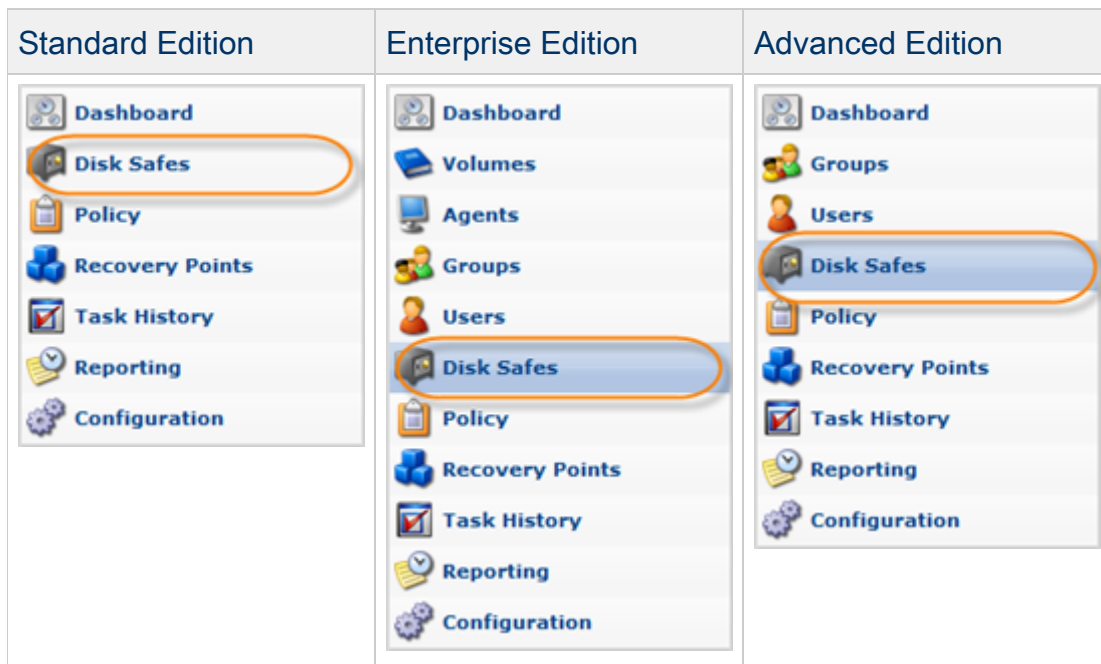 Standard Edition
Enterprise Edition
Advanced Edition
Dashboard
Disk Safes
Policy
Recovery Points
Task History
Reporting
Configuration
Dashboard
Volumes
Agents
Groups
Users
Disk Safes
Policy
Recovery Points
Task History
Reporting
Configuration
Dashboard
Groups
Users
Disk Safes
Policy
Recovery Points
Task History
Reporting
Configuration